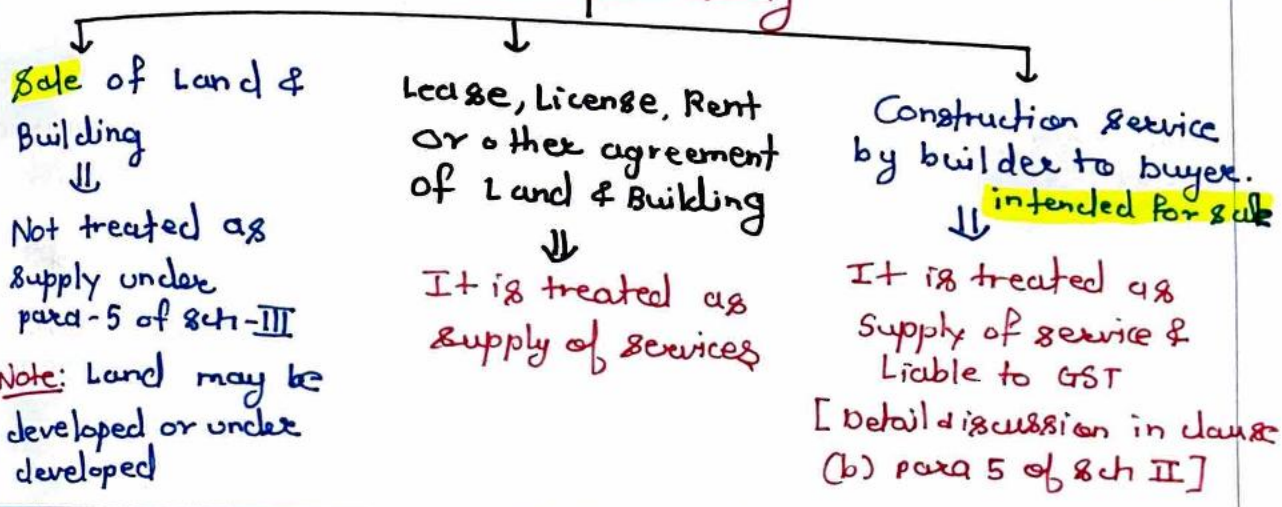 Sale of Land &
Building
⇓
Not treated as
supply under
para-5 of Sch-III
Note: Land may be
developed or under
developed
Lease, License, Rent
Or other agreement
of Land & Building
⇓
It is treated as
supply of services
Construction service
by builder to buyer.
intended for sale
⇓
It is treated as
Supply of service &
Liable to GST
[Detail discussion in clause
(b) para 5 of Sch II]